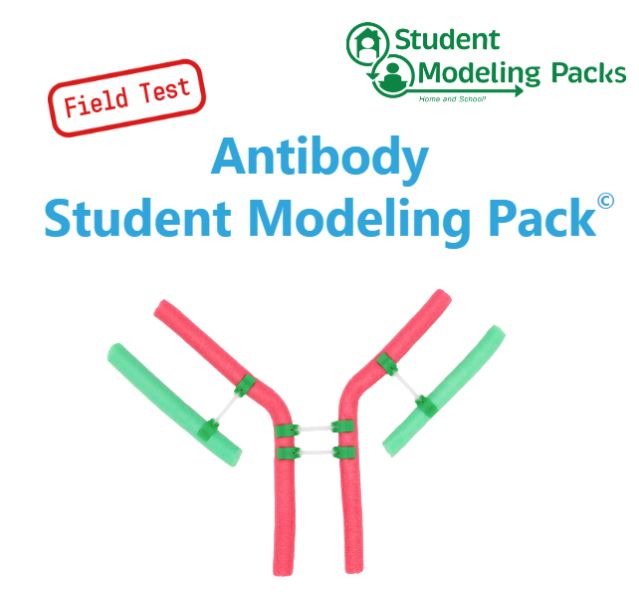 Student
Modeling Packs
Home and School!
Field Test
Antibody
Student Modeling Pack©